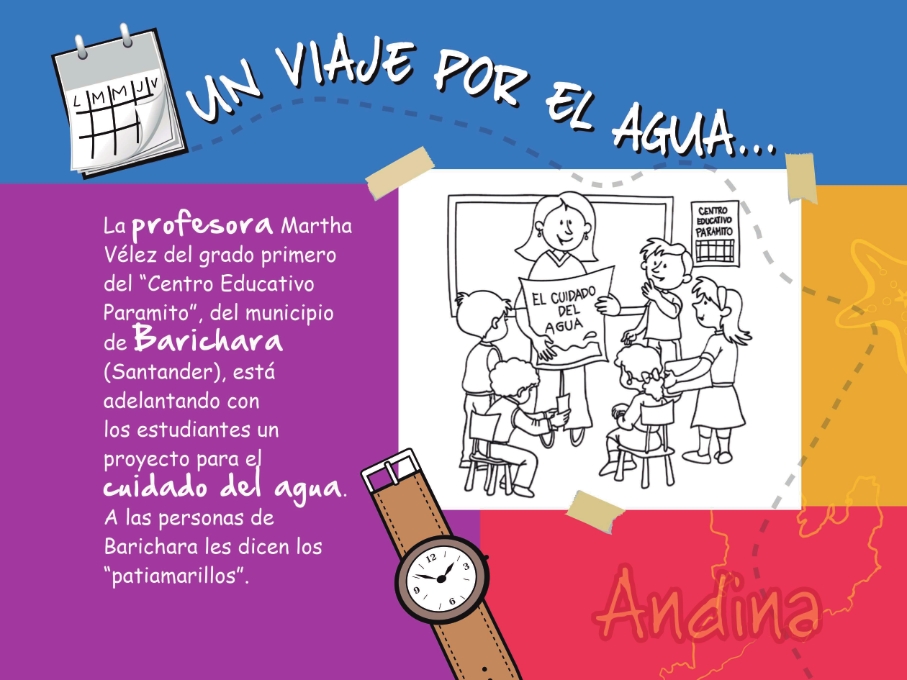 L M M J V
UN VIAJE POR EL AGUA...
La profesora Martha
Vélez del grado primero
del “Centro Educativo
Paramito”, del municipio
de Barichara
(Santander), está
adelantando con
los estudiantes un
proyecto para el
cuidado del agua.
A las personas de
Barichara les dicen los
“patiamarillos”.
CENTRO
EDUCATIVO
PARAMITO
EL CUIDADO
DEL
AGUA
12
3
6
9
Andina